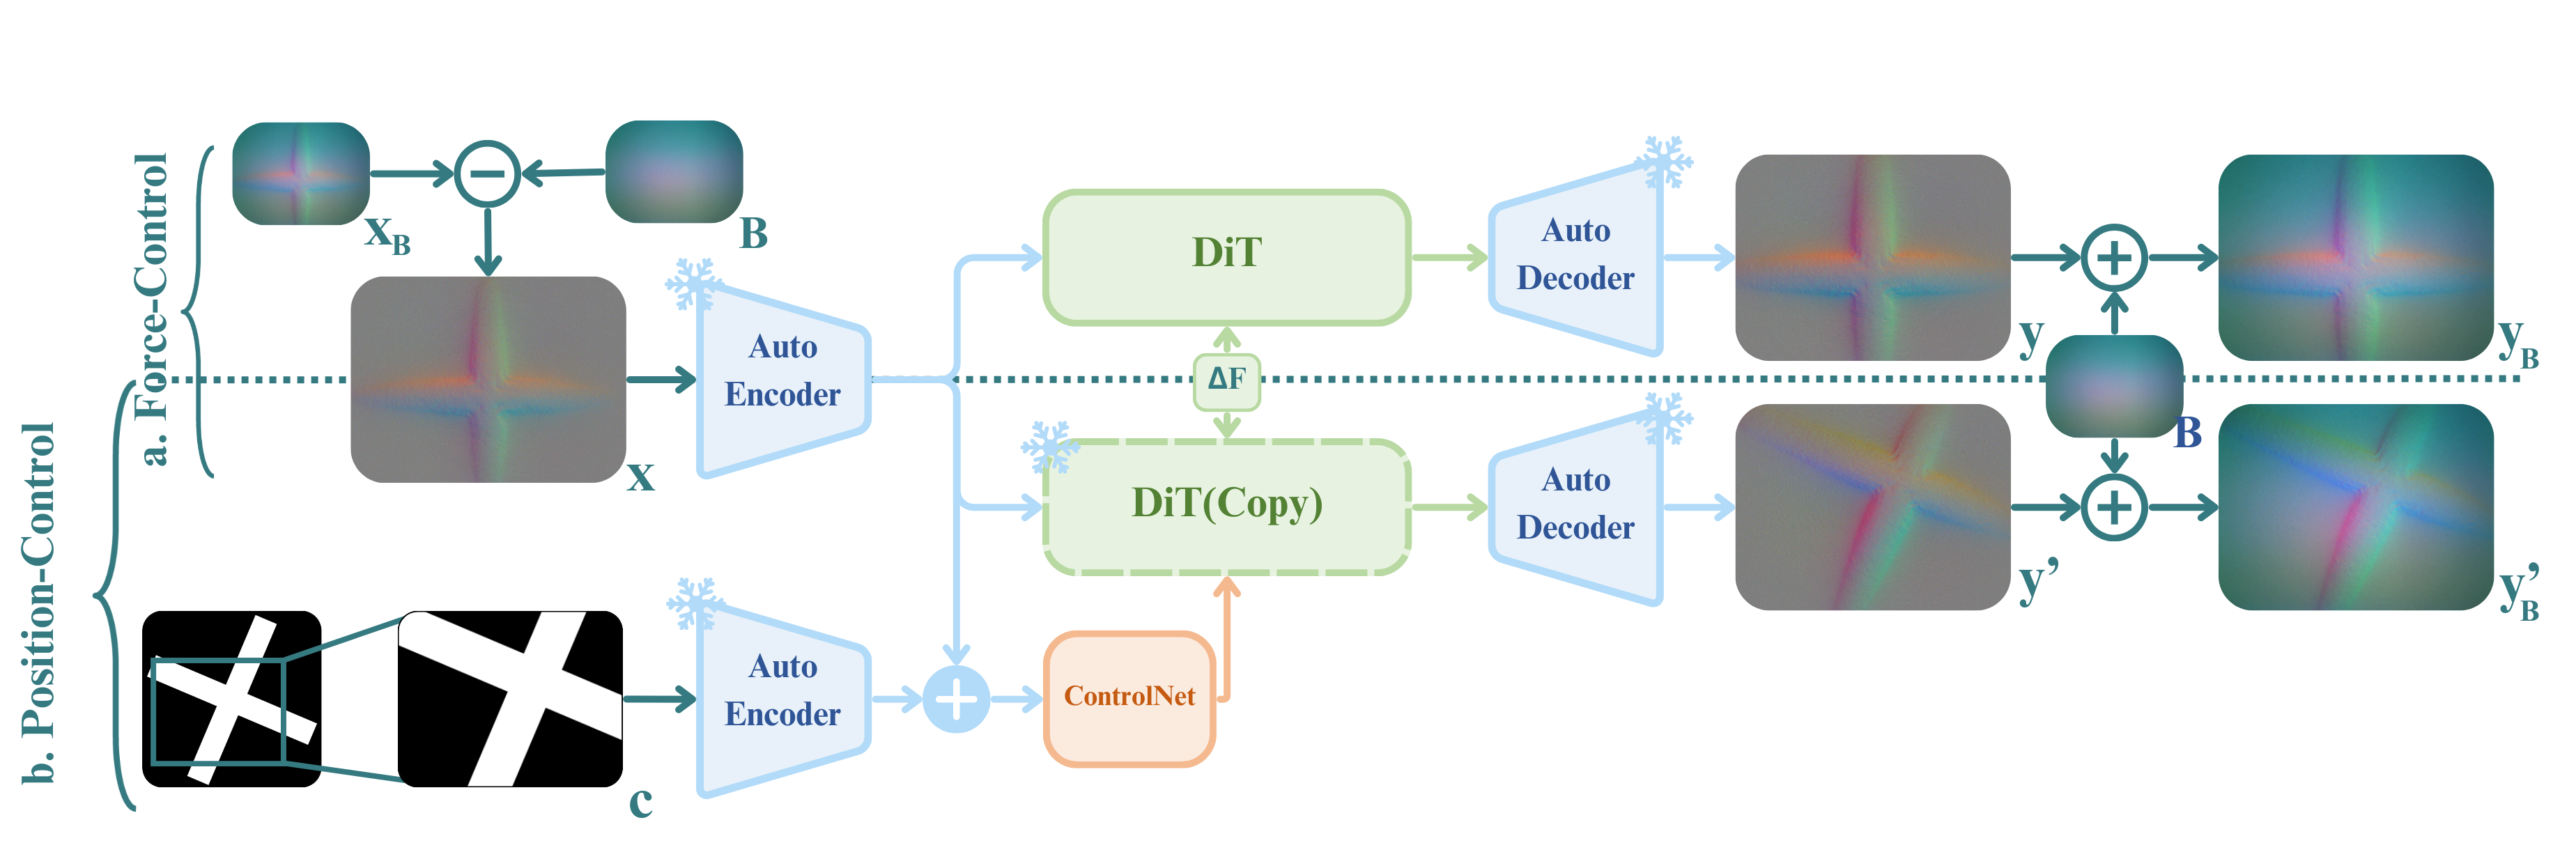 a. Force-Control
x_B
B
x
Auto
Encoder
DiT
ΔF
DiT(Copy)
Auto
Decoder
y
y_B
B
Auto
Decoder
y’
y’_B
b. Position-Control
c
Auto
Encoder
ControlNet